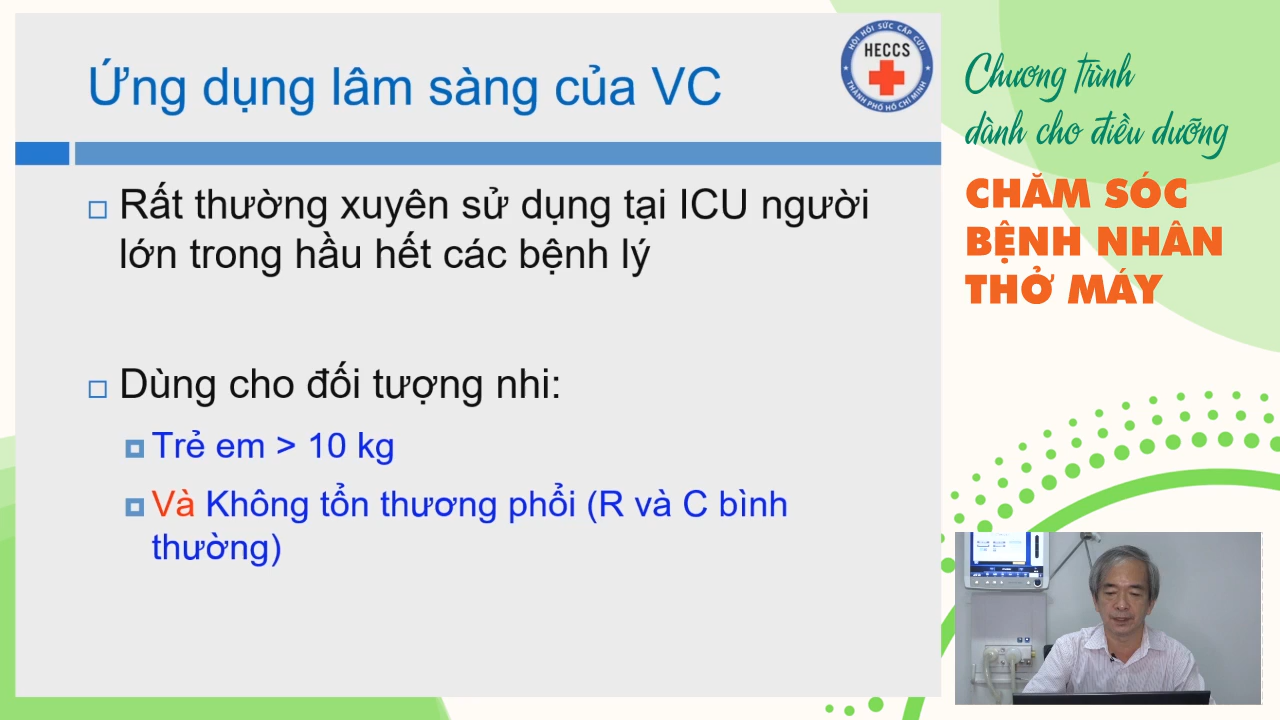 Ứng dụng lâm sàng của VC
HỘI HỒI SỨC CẤP CỨU
HECCS
THÀNH PHỐ HỒ CHÍ MINH
Rất thường xuyên sử dụng tại ICU người
lớn trong hầu hết các bệnh lý
Dùng cho đối tượng nhi:
Trẻ em > 10 kg
Và Không tổn thương phổi (R và C bình
thường)
Chương trình
dành cho điều dưỡng
CHĂM SÓC
BỆNH NHÂN
THỞ MÁY